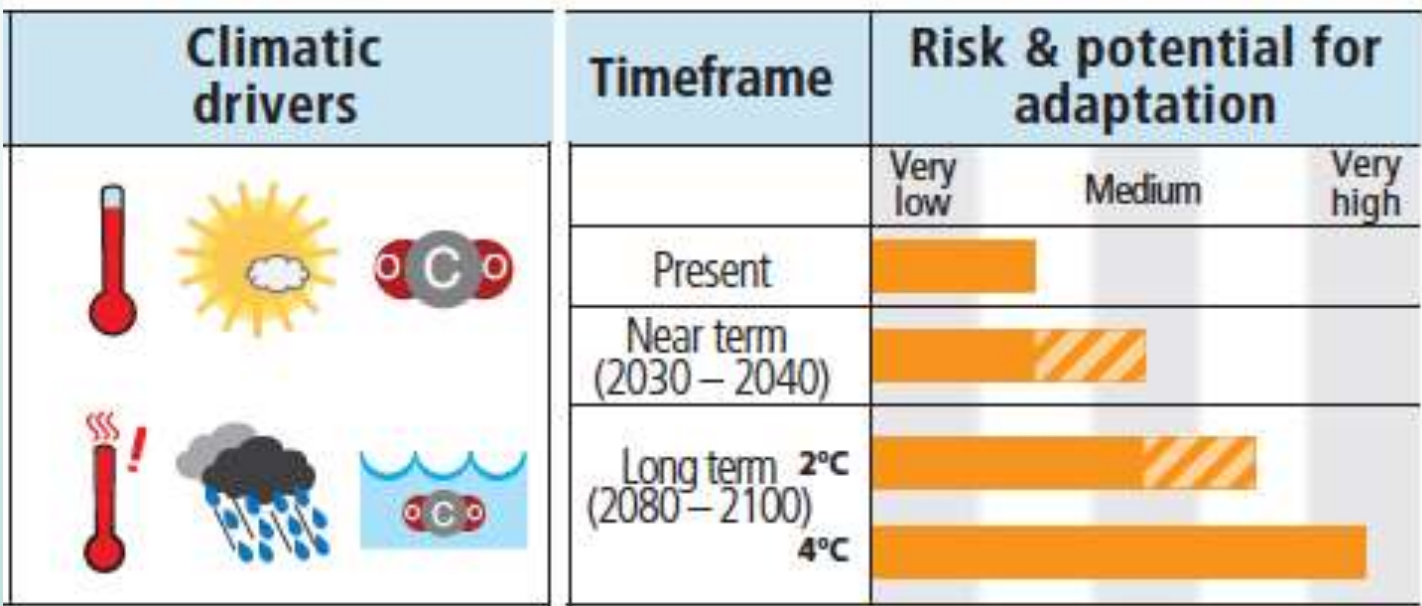 Climatic
drivers
Timeframe
Risk & potential for
adaptation
Very
low
Medium
Very
high
O C O
Present
Near term
(2030 – 2040)
!
Long term 2°C
(2080 – 2100)
4°C
O C O